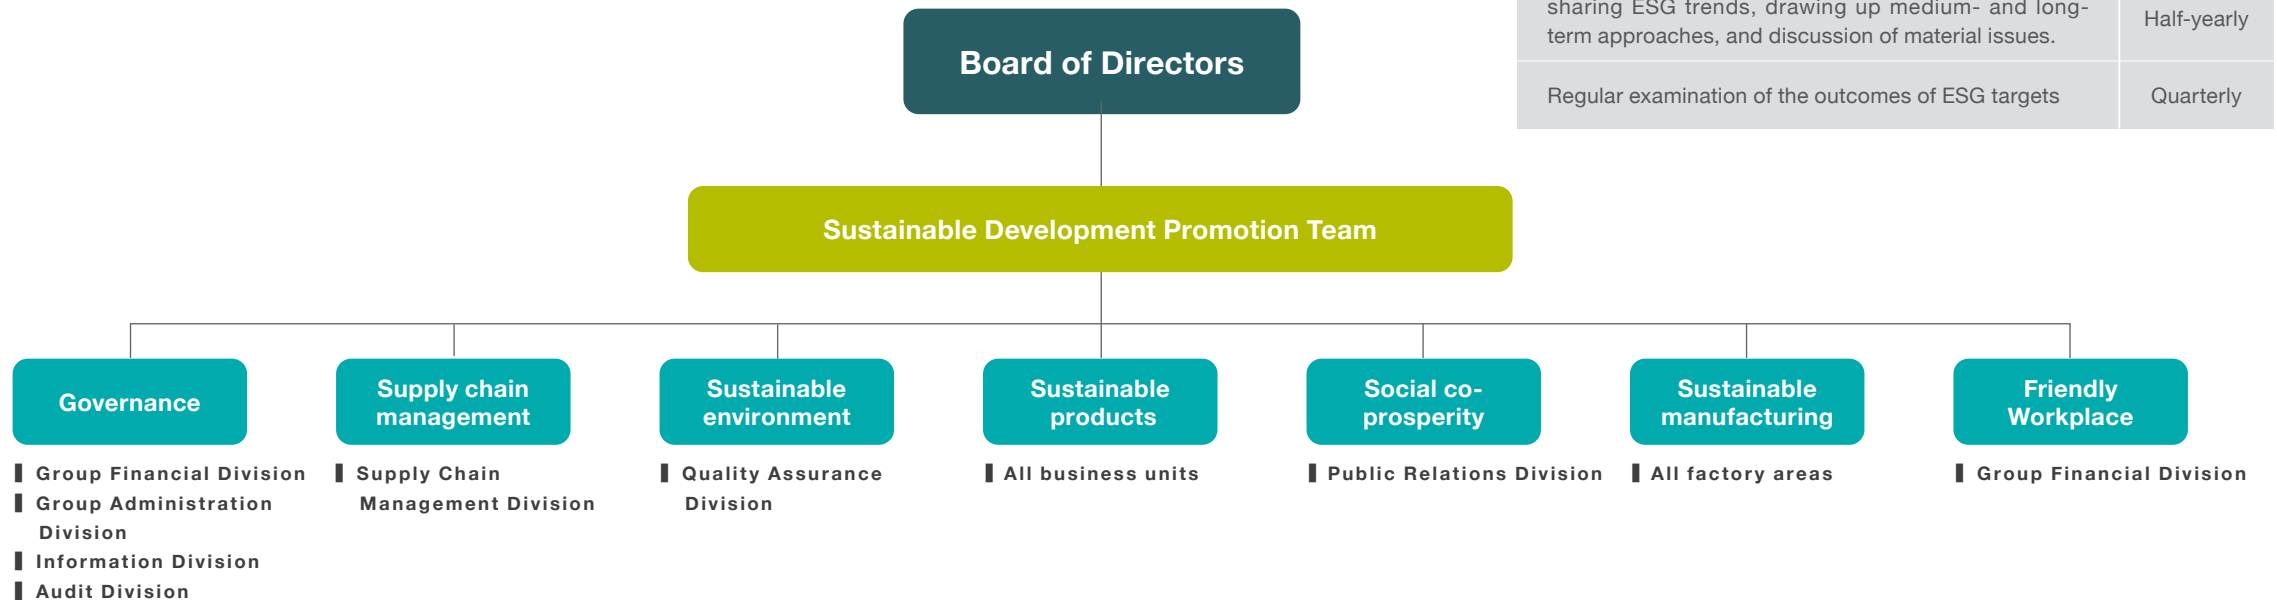 sharing ESG trends, drawing up medium- and long-
term approaches, and discussion of material issues.
Half-yearly
Regular examination of the outcomes of ESG targets
Quarterly
Board of Directors
Sustainable Development Promotion Team
Governance
Group Financial Division
Group Administration
Division
Information Division
Audit Division
Supply chain
management
Supply Chain
Management Division
Sustainable
environment
Quality Assurance
Division
Sustainable
products
All business units
Social co-
prosperity
Public Relations Division
Sustainable
manufacturing
All factory areas
Friendly
Workplace
Group Financial Division